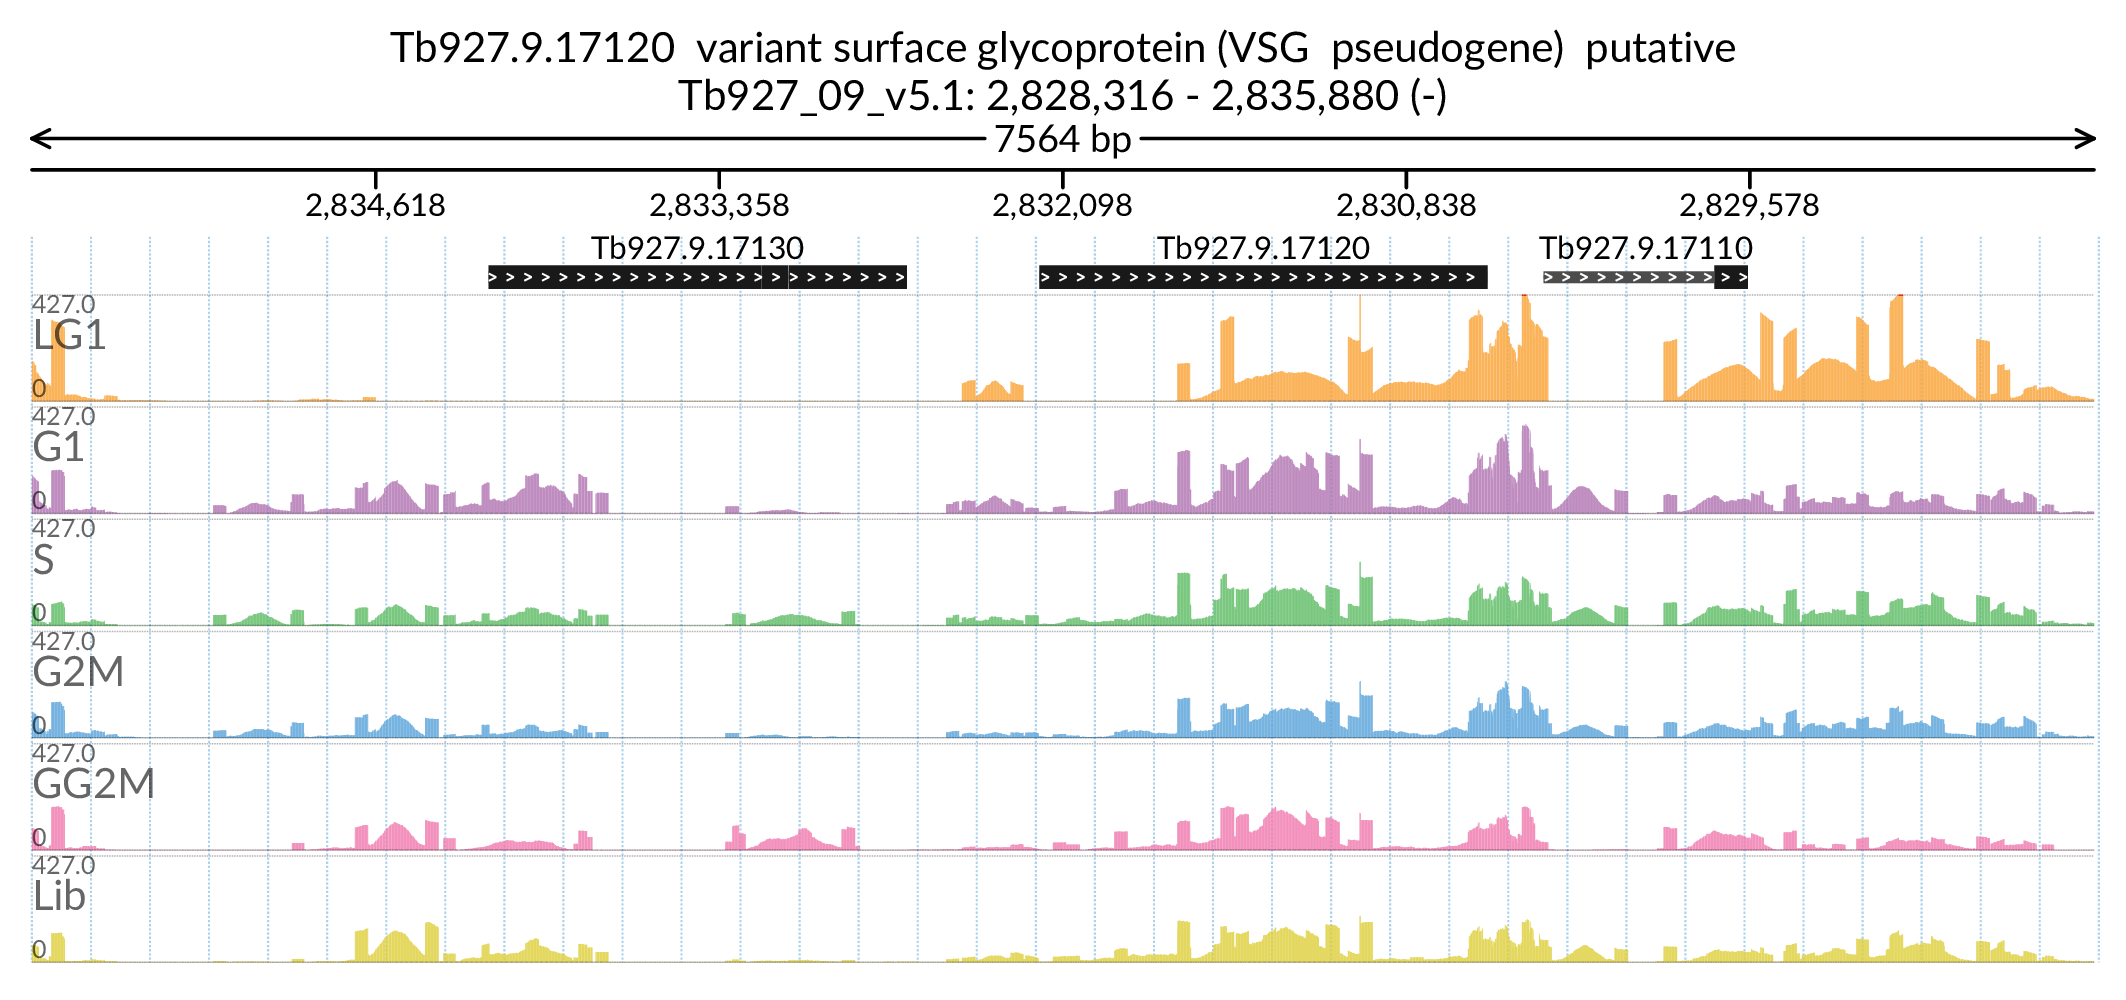 Tb927.9.17120  variant surface glycoprotein (VSG  pseudogene)  putative
Tb927_09_v5.1: 2,828,316 - 2,835,880 (-)
7564 bp
2,834,618 2,833,358 2,832,098 2,830,838 2,829,578
Tb927.9.17130 Tb927.9.17120 Tb927.9.17110
427.0
LG1
0
427.0
G1
0
427.0
S
0
427.0
G2M
0
427.0
GG2M
0
427.0
Lib
0